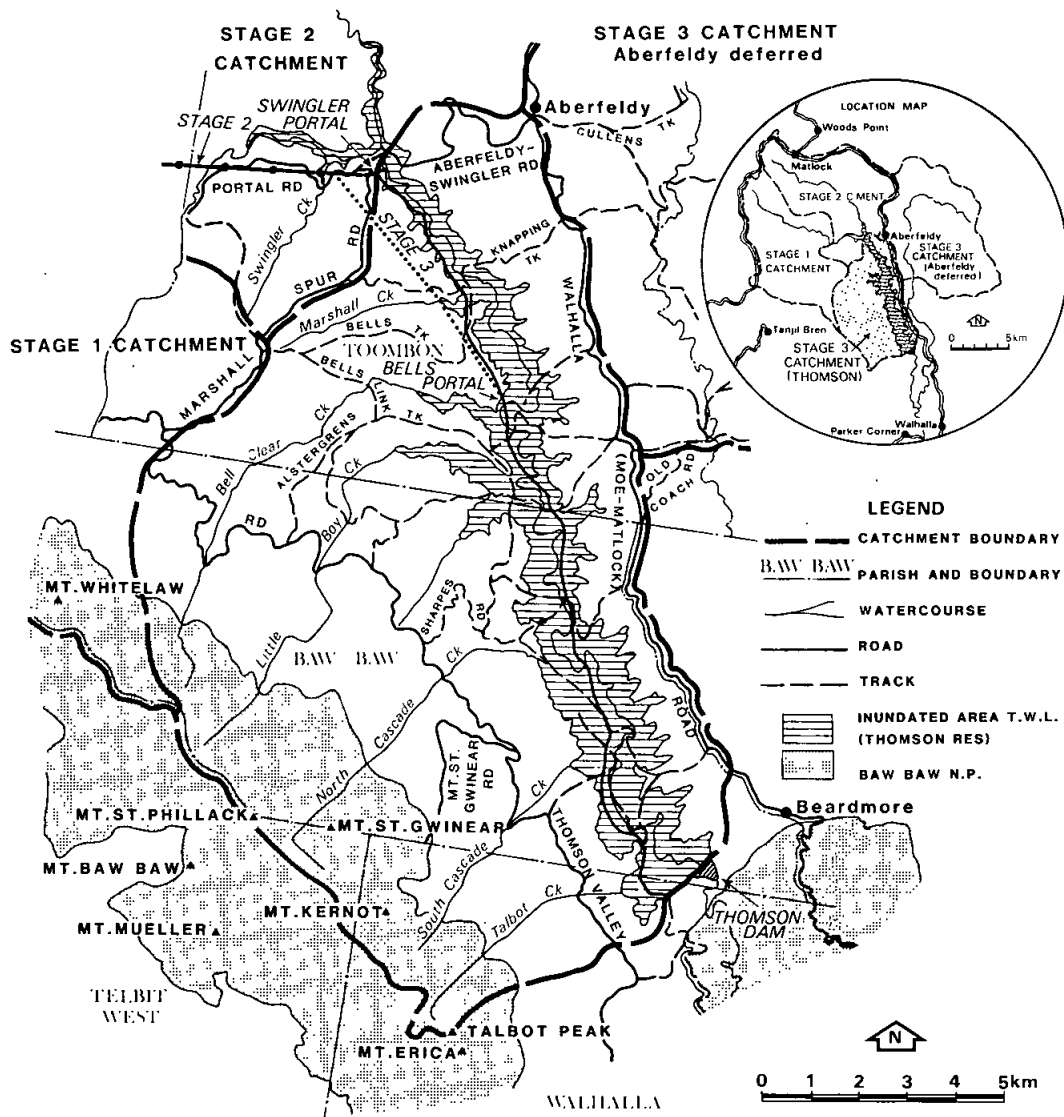 STAGE 2
CATCHMENT
STAGE 3 CATCHMENT
Aberfeldy deferred
SWINGLER
PORTAL
STAGE 2
Aberfeldy
CULLENS TK
ABERFELDY-
SWINGLER RD
PORTAL RD
Swingler Ck
STAGE 3
KNAPPING
TK
MARSHALL SPUR RD
Marshall Ck
BELLS TK
STAGE 1 CATCHMENT
TOOMBON
BELLS
PORTAL
BELLS
LINK TK
Bell Clear Ck
ALSTERGRENS
Boy Ck
WALHALLA
(MOE-MATLOCK)
ROAD
OLD
COACH RD
RD
MT. WHITELAW
Little
BAW BAW
SHARPES
RD
North Cascade Ck
MT. ST.
GWINEAR
RD
MT. ST. PHILLACK
MT. ST. GWINEAR
MT. BAW BAW
MT. KERNOT
MT. MUELLER
South Cascade Ck
Talbot Ck
THOMSON VALLEY
Beardmore
THOMSON
DAM
TELBIT
WEST
TALBOT PEAK
MT. ERICA
WALHALLA
LOCATION MAP
Woods Point
Matlock
STAGE 2 C'MENT
Aberfeldy
STAGE 1
CATCHMENT
STAGE 3
CATCHMENT
(Aberfeldy
deferred)
Tanjil Bren
N
0 5km
STAGE 3
CATCHMENT
(THOMSON)
Walhalla
Parker Corner
LEGEND
CATCHMENT BOUNDARY
BAW BAW
PARISH AND BOUNDARY
WATERCOURSE
ROAD
TRACK
INUNDATED AREA T.W.L.
(THOMSON RES)
BAW BAW N.P.
N
0 1 2 3 4 5km